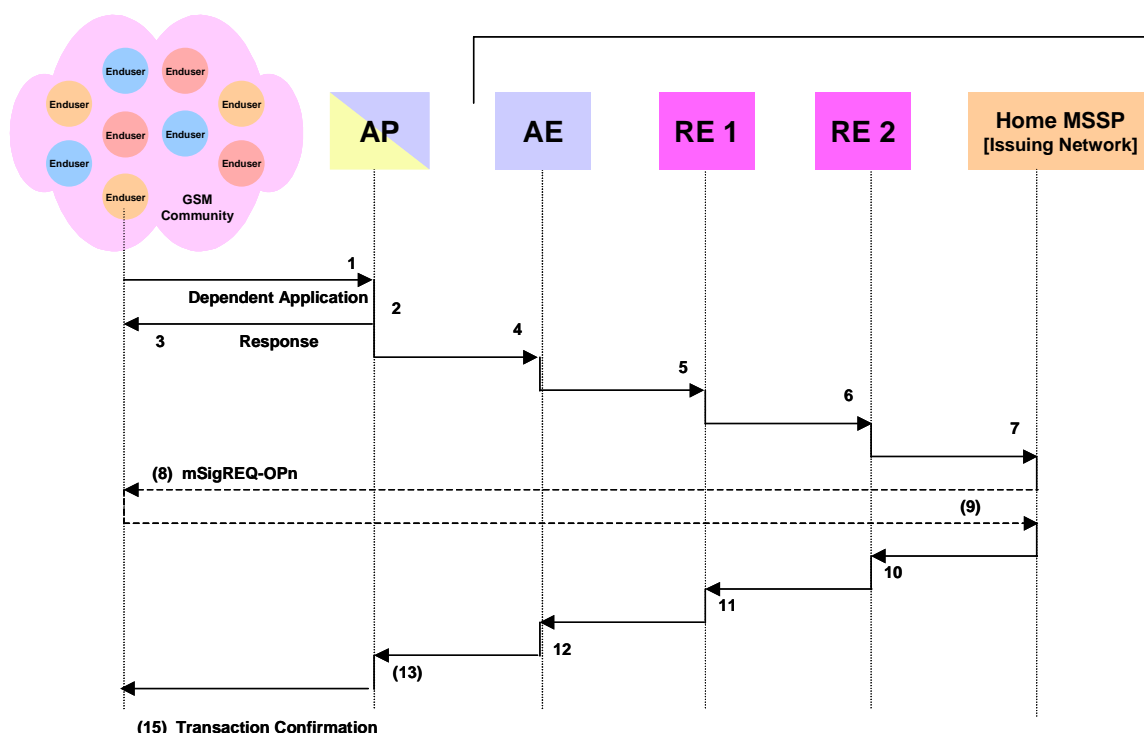 Enduser
Enduser
Enduser
Enduser
Enduser
Enduser
Enduser
Enduser
Enduser
GSM
Community
AP
AE
RE 1
RE 2
Home MSSP
[Issuing Network]
1
Dependent Application
2
3 Response
4
5
6
7
(8) mSigREQ-OPn
(9)
10
11
12
(13)
(15) Transaction Confirmation